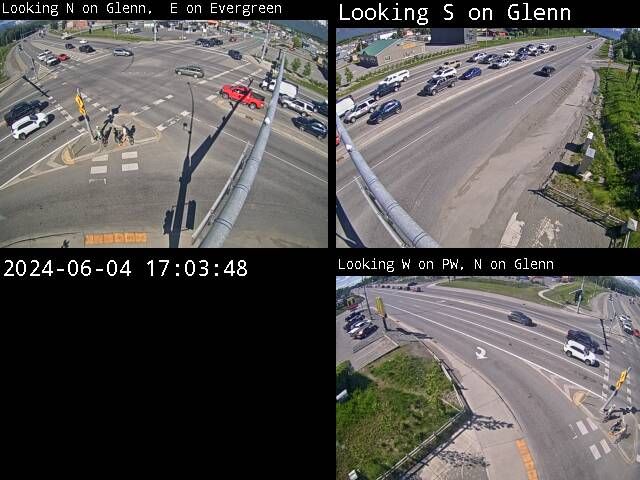 Looking N on Glenn,  E on Evergreen
Looking S on Glenn
2024-06-04 17:03:48
Looking W on PW, N on Glenn